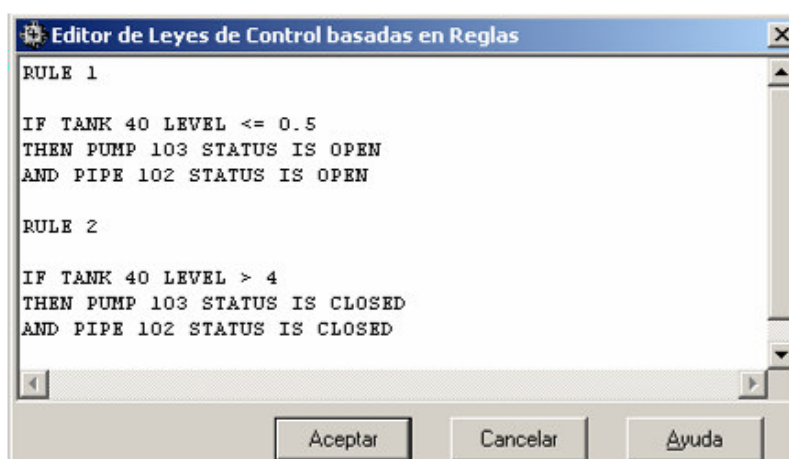 Editor de Leyes de Control basadas en Reglas
RULE 1
IF TANK 40 LEVEL <= 0.5
THEN PUMP 103 STATUS IS OPEN
AND PIPE 102 STATUS IS OPEN
RULE 2
IF TANK 40 LEVEL > 4
THEN PUMP 103 STATUS IS CLOSED
AND PIPE 102 STATUS IS CLOSED
Aceptar Cancelar Ayuda